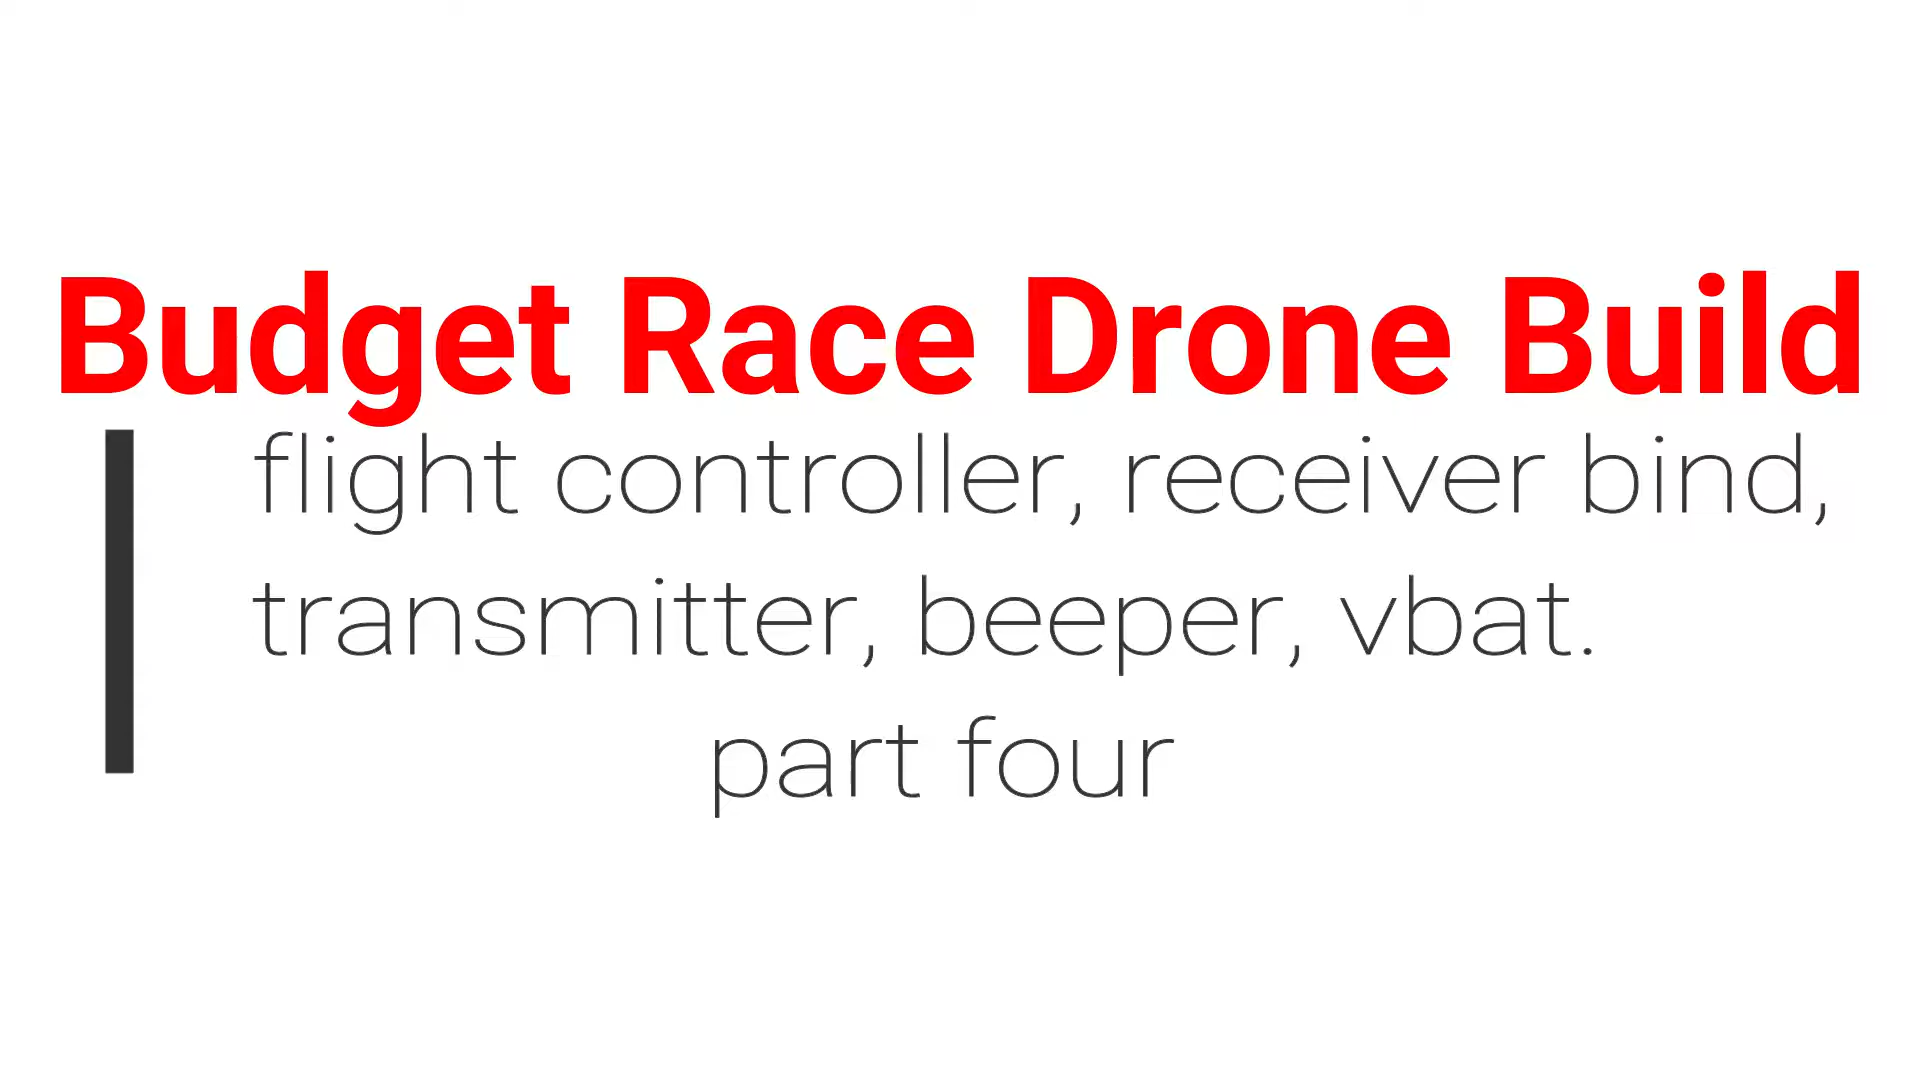 Budget Race Drone Build
flight controller, receiver bind,
transmitter, beeper, vbat.
part four